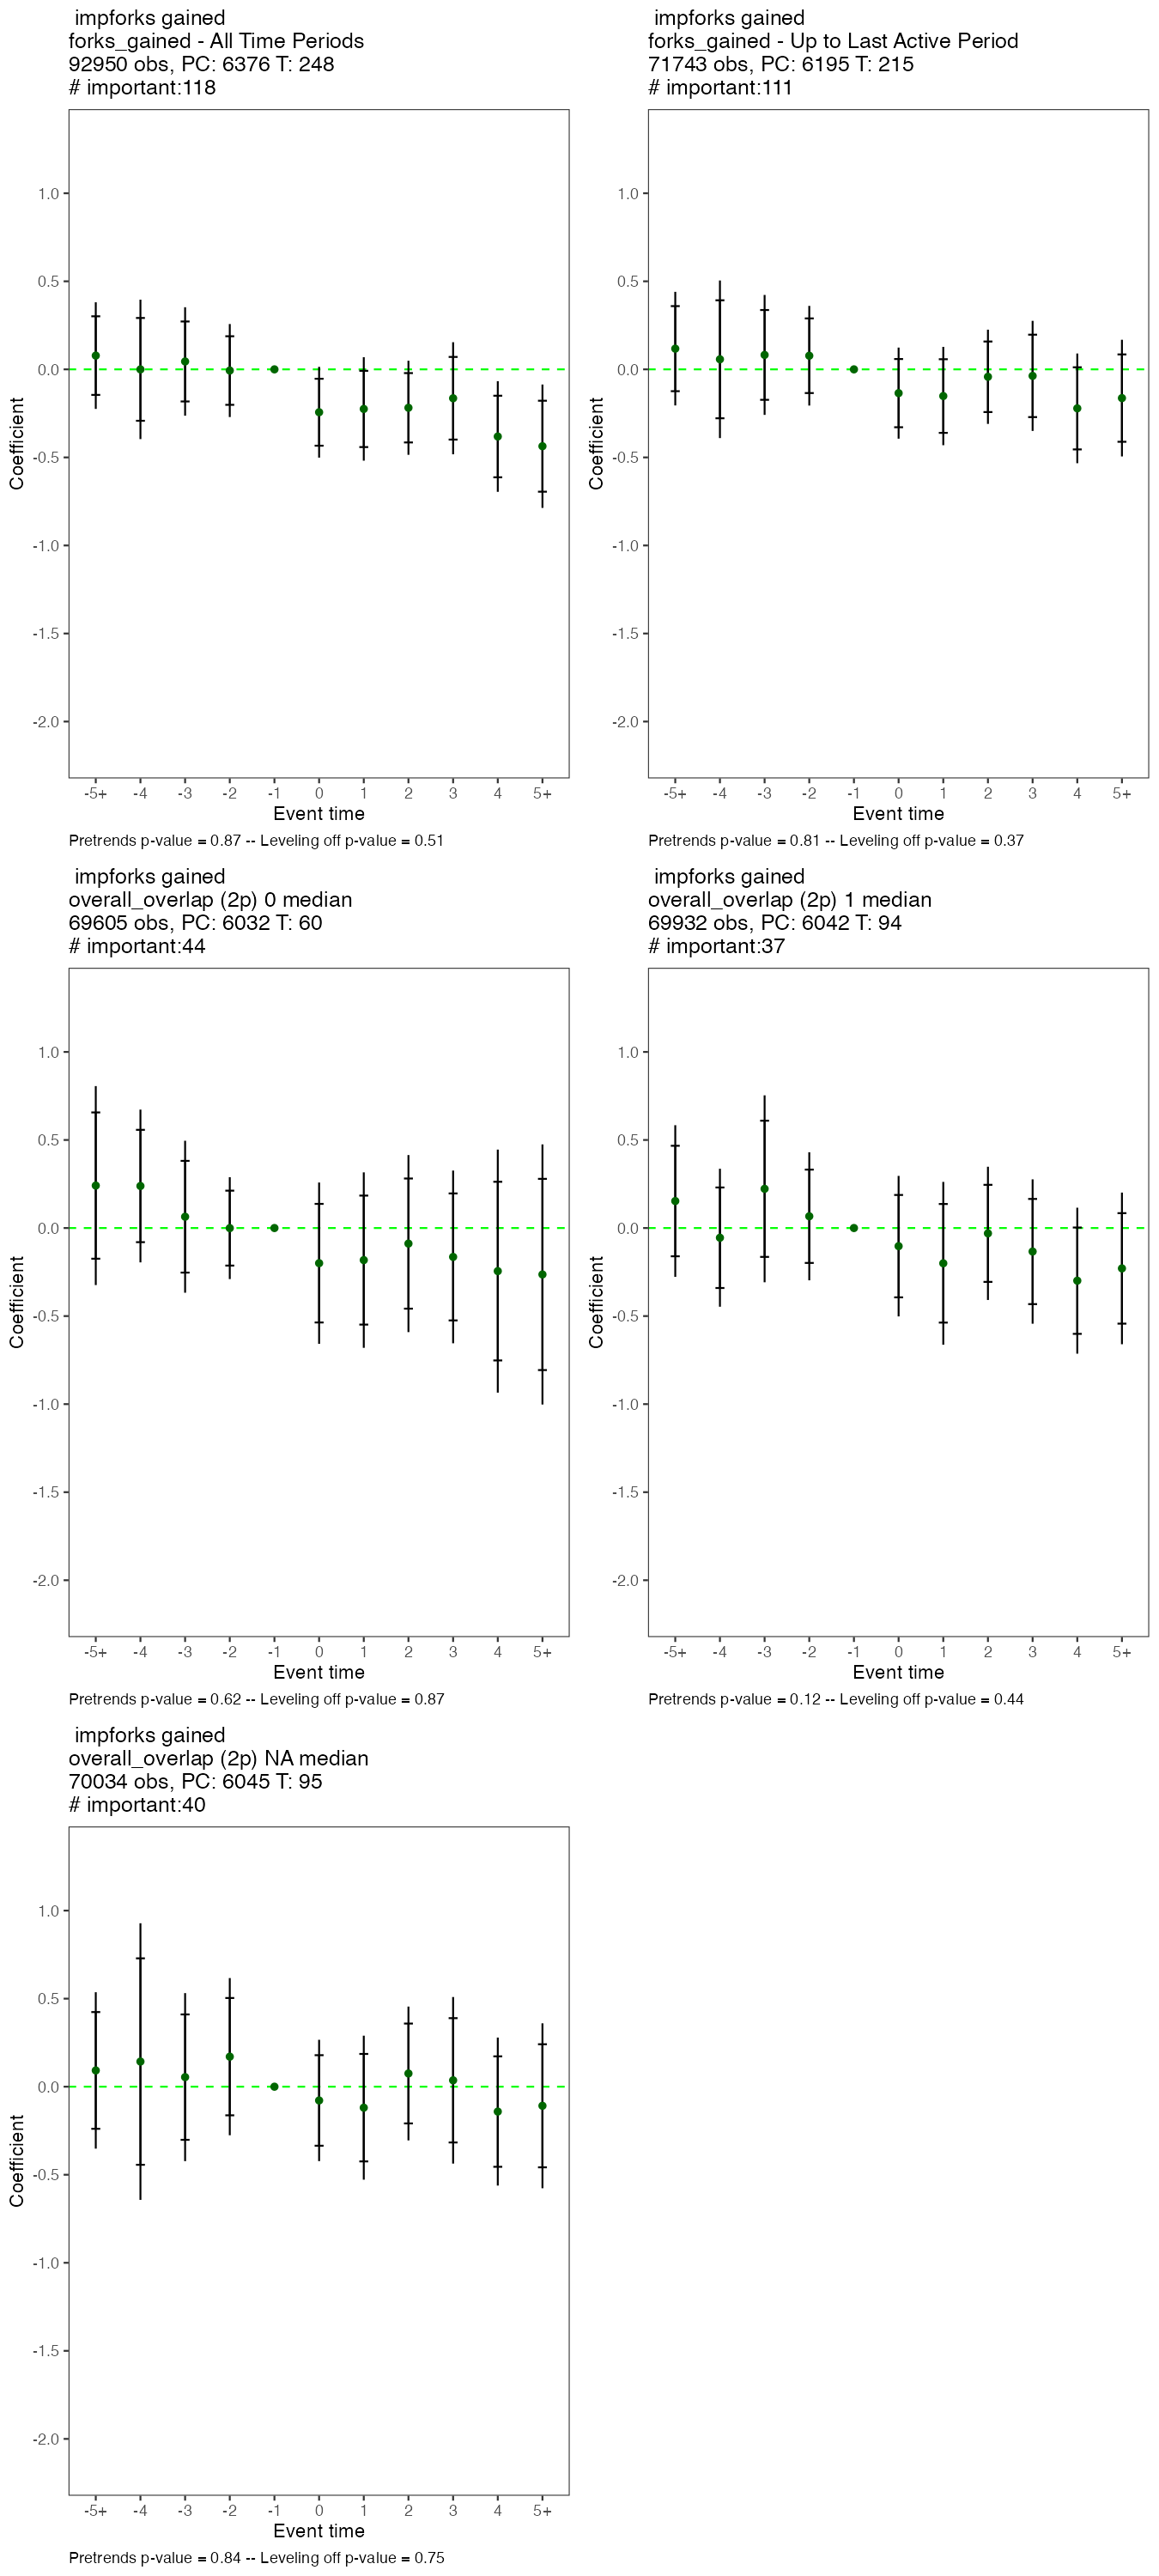 impforks gained
forks_gained - All Time Periods
92950 obs, PC: 6376 T: 248
# important:118
1.0
0.5
0.0
-0.5
-1.0
-1.5
-2.0
Coefficient
-5+ -4 -3 -2 -1 0 1 2 3 4 5+
Event time
Pretrends p-value = 0.87 -- Leveling off p-value = 0.51
impforks gained
forks_gained - Up to Last Active Period
71743 obs, PC: 6195 T: 215
# important:111
1.0
0.5
0.0
-0.5
-1.0
-1.5
-2.0
Coefficient
-5+ -4 -3 -2 -1 0 1 2 3 4 5+
Event time
Pretrends p-value = 0.81 -- Leveling off p-value = 0.37
impforks gained
overall_overlap (2p) 0 median
69605 obs, PC: 6032 T: 60
# important:44
1.0
0.5
0.0
-0.5
-1.0
-1.5
-2.0
Coefficient
-5+ -4 -3 -2 -1 0 1 2 3 4 5+
Event time
Pretrends p-value = 0.62 -- Leveling off p-value = 0.87
impforks gained
overall_overlap (2p) 1 median
69932 obs, PC: 6042 T: 94
# important:37
1.0
0.5
0.0
-0.5
-1.0
-1.5
-2.0
Coefficient
-5+ -4 -3 -2 -1 0 1 2 3 4 5+
Event time
Pretrends p-value = 0.12 -- Leveling off p-value = 0.44
impforks gained
overall_overlap (2p) NA median
70034 obs, PC: 6045 T: 95
# important:40
1.0
0.5
0.0
-0.5
-1.0
-1.5
-2.0
Coefficient
-5+ -4 -3 -2 -1 0 1 2 3 4 5+
Event time
Pretrends p-value = 0.84 -- Leveling off p-value = 0.75